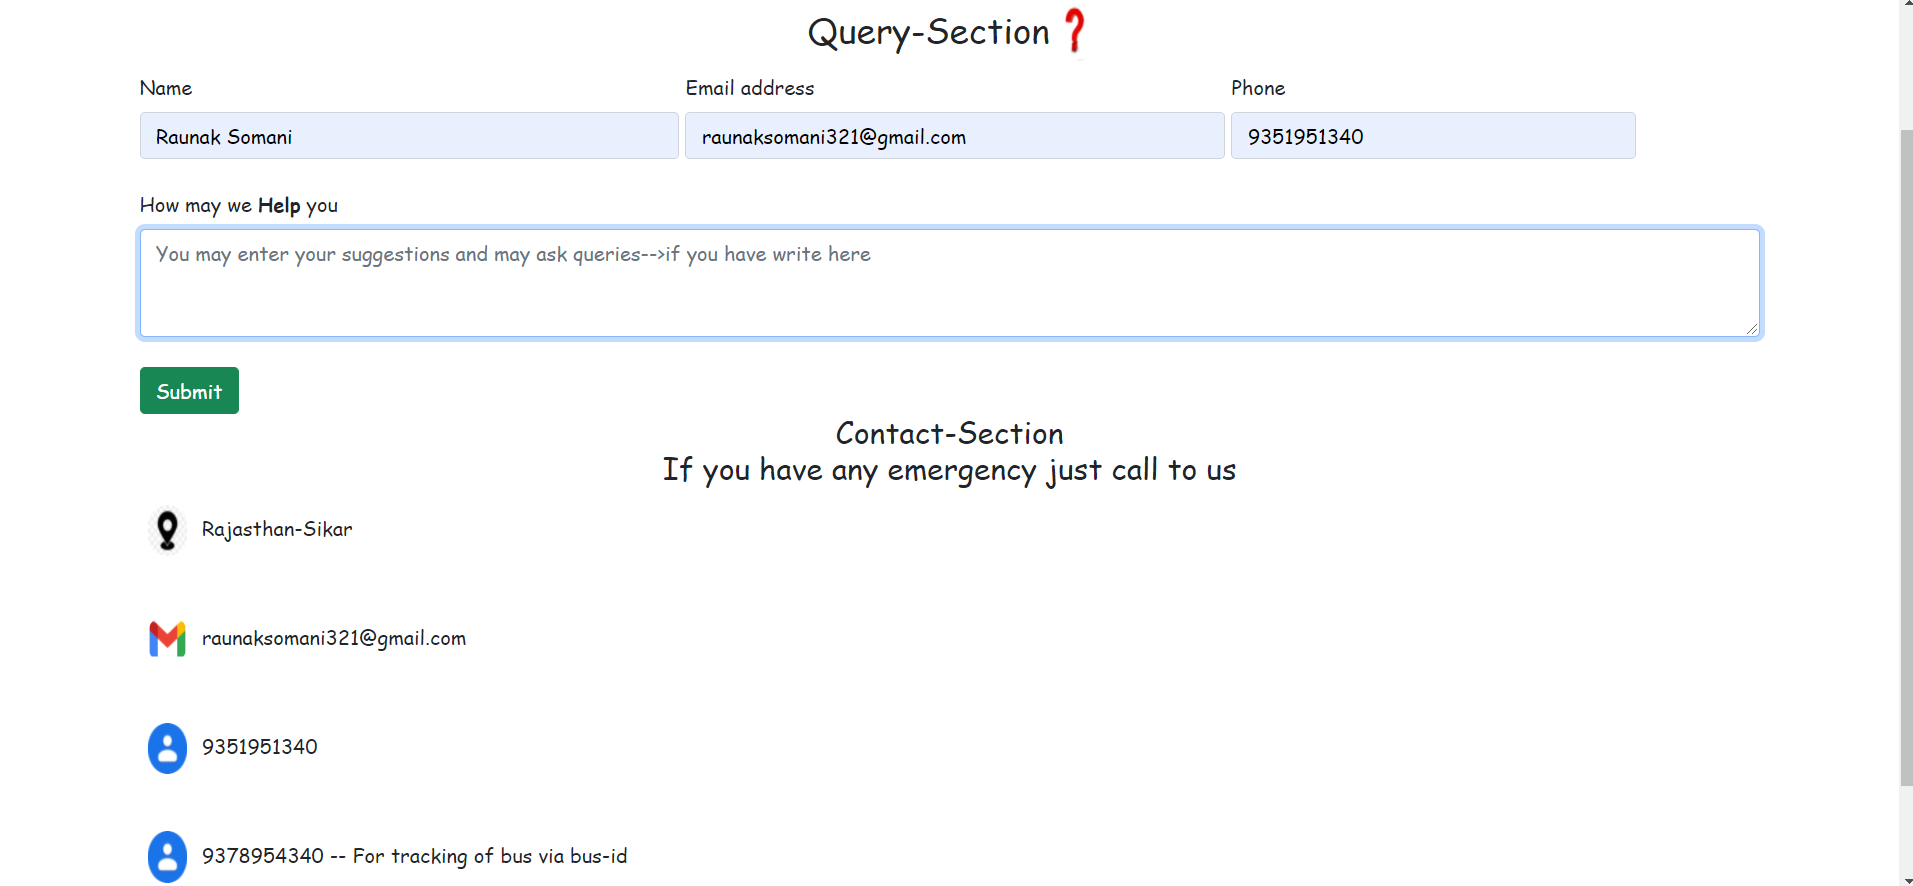 Query-Section ❓
Name Email address Phone
Raunak Somani raunaksomani321@gmail.com 9351951340
How may we Help you
You may enter your suggestions and may ask queries-->if you have write here
Submit
Contact-Section
If you have any emergency just call to us
Rajasthan-Sikar
raunaksomani321@gmail.com
9351951340
9378954340 -- For tracking of bus via bus-id